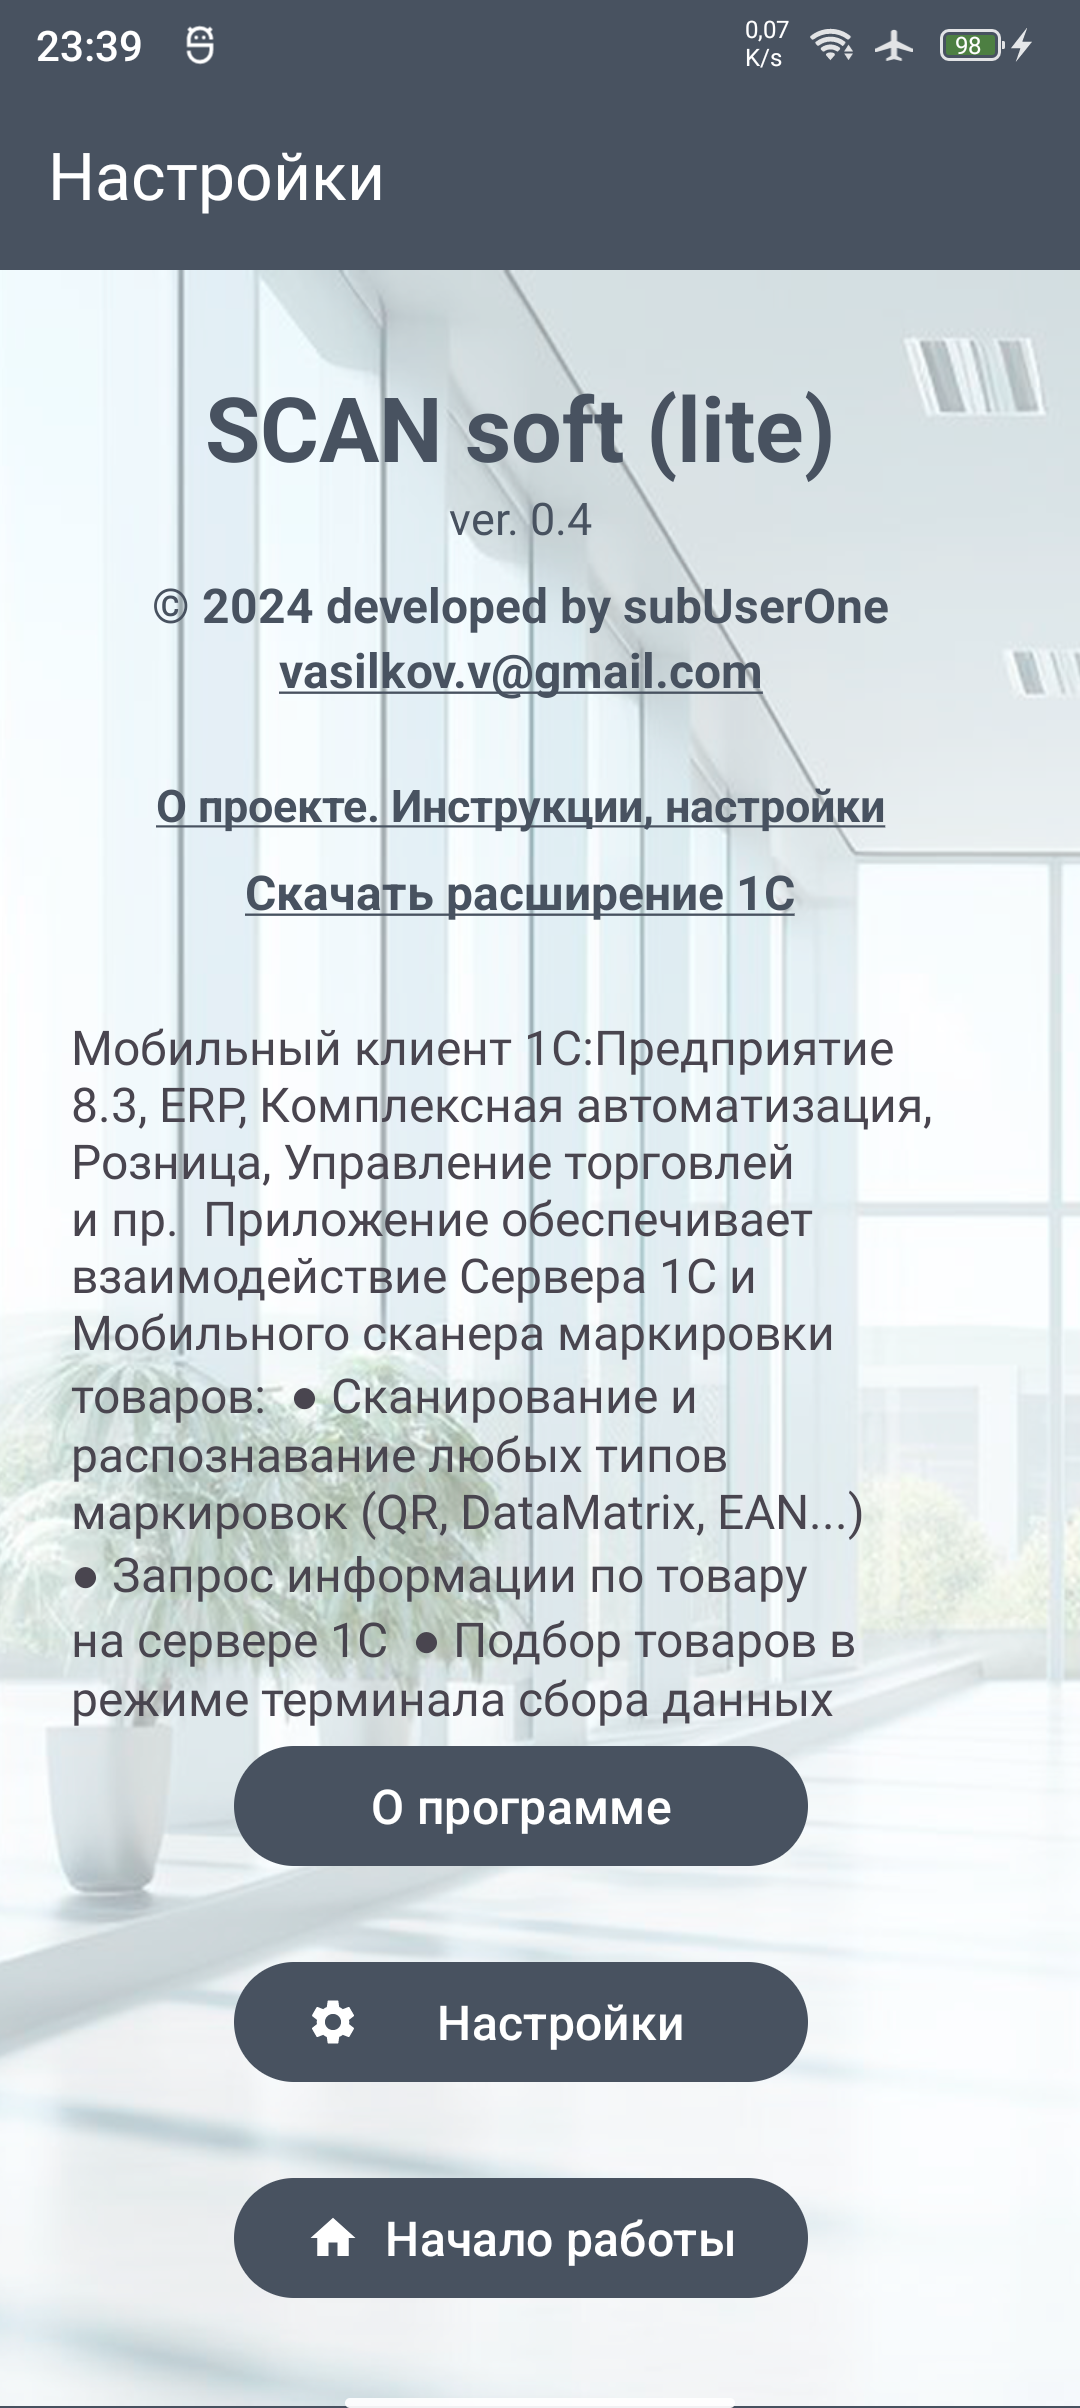 23:39
0,07
K/s
98
Настройки
SCAN soft (lite)
ver. 0.4
© 2024 developed by subUserOne
vasilkov.v@gmail.com
О проекте. Инструкции, настройки
Скачать расширение 1С
Мобильный клиент 1С:Предприятие
8.3, ERP, Комплексная автоматизация,
Розница, Управление торговлей
и пр.  Приложение обеспечивает
взаимодействие Сервера 1С и
Мобильного сканера маркировки
товаров:  ● Сканирование и
распознавание любых типов
маркировок (QR, DataMatrix, EAN...)
● Запрос информации по товару
на сервере 1С  ● Подбор товаров в
режиме терминала сбора данных
О программе
Настройки
Начало работы